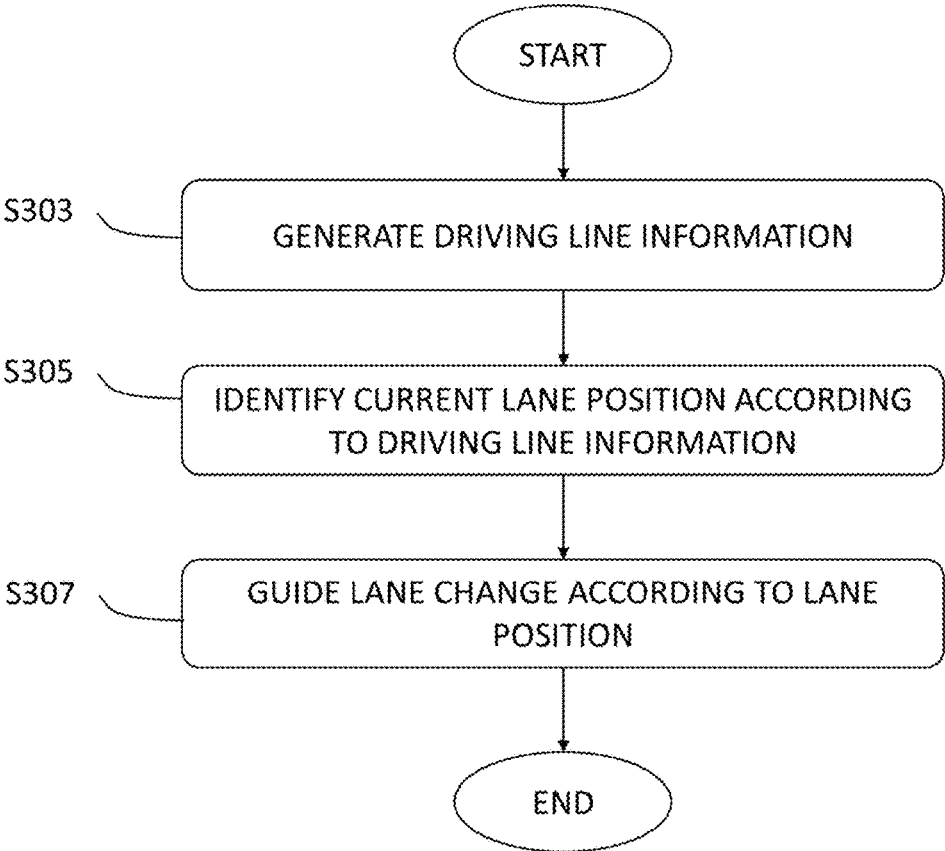 START
S303
GENERATE DRIVING LINE INFORMATION
S305
IDENTIFY CURRENT LANE POSITION ACCORDING
TO DRIVING LINE INFORMATION
S307
GUIDE LANE CHANGE ACCORDING TO LANE
POSITION
END